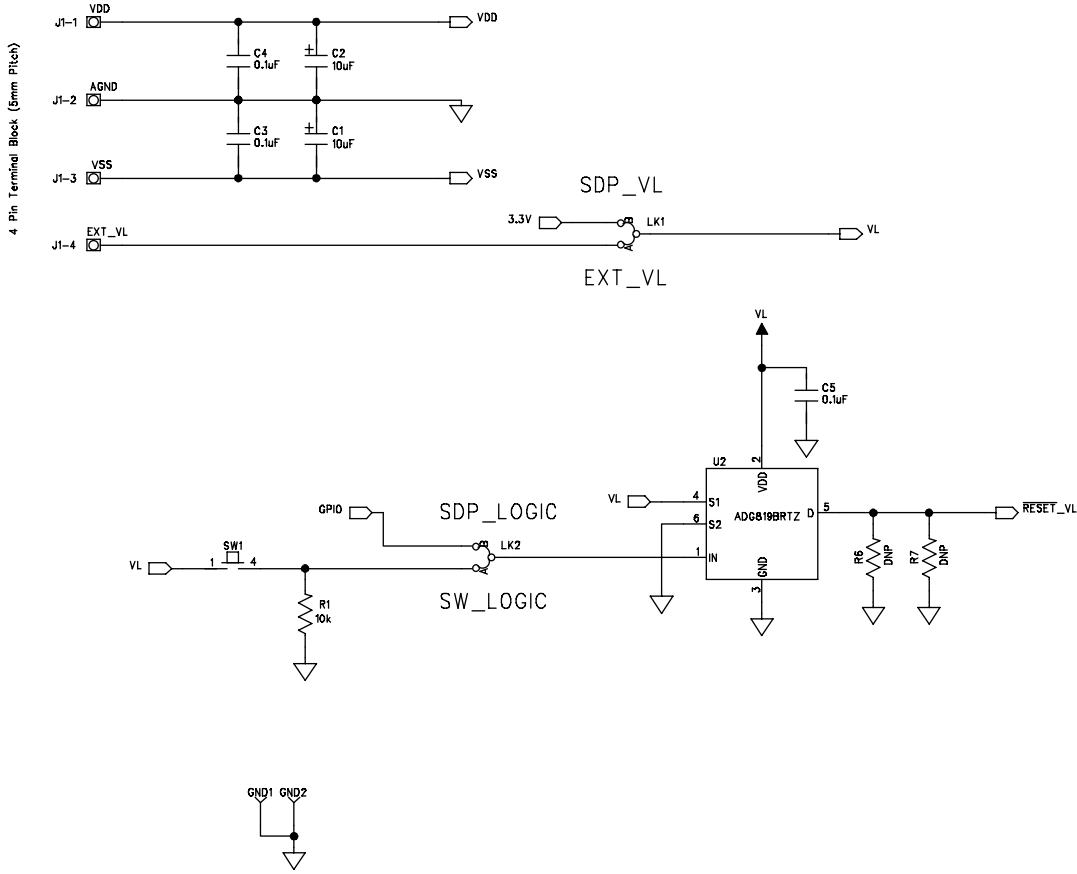 4 Pin Terminal Block (5mm Pitch)
VDD
J1-1
VDD
C4
0.1uF
+
C2
10uF
AGND
J1-2
C3
0.1uF
+
C1
10uF
VSS
J1-3
VSS
SDP_VL
3.3V
B
LK1
VL
EXT_VL
J1-4
A
EXT_VL
VL
C5
0.1uF
U2
2
VDD
VL
4
S1
6
S2
ADG819BRTZ
D
5
RESET_VL
1
IN
GND
3
R6
DNP
R7
DNP
GPIO
SDP_LOGIC
B
LK2
A
SW_LOGIC
SW1
VL
1
4
R1
10k
GND1
GND2